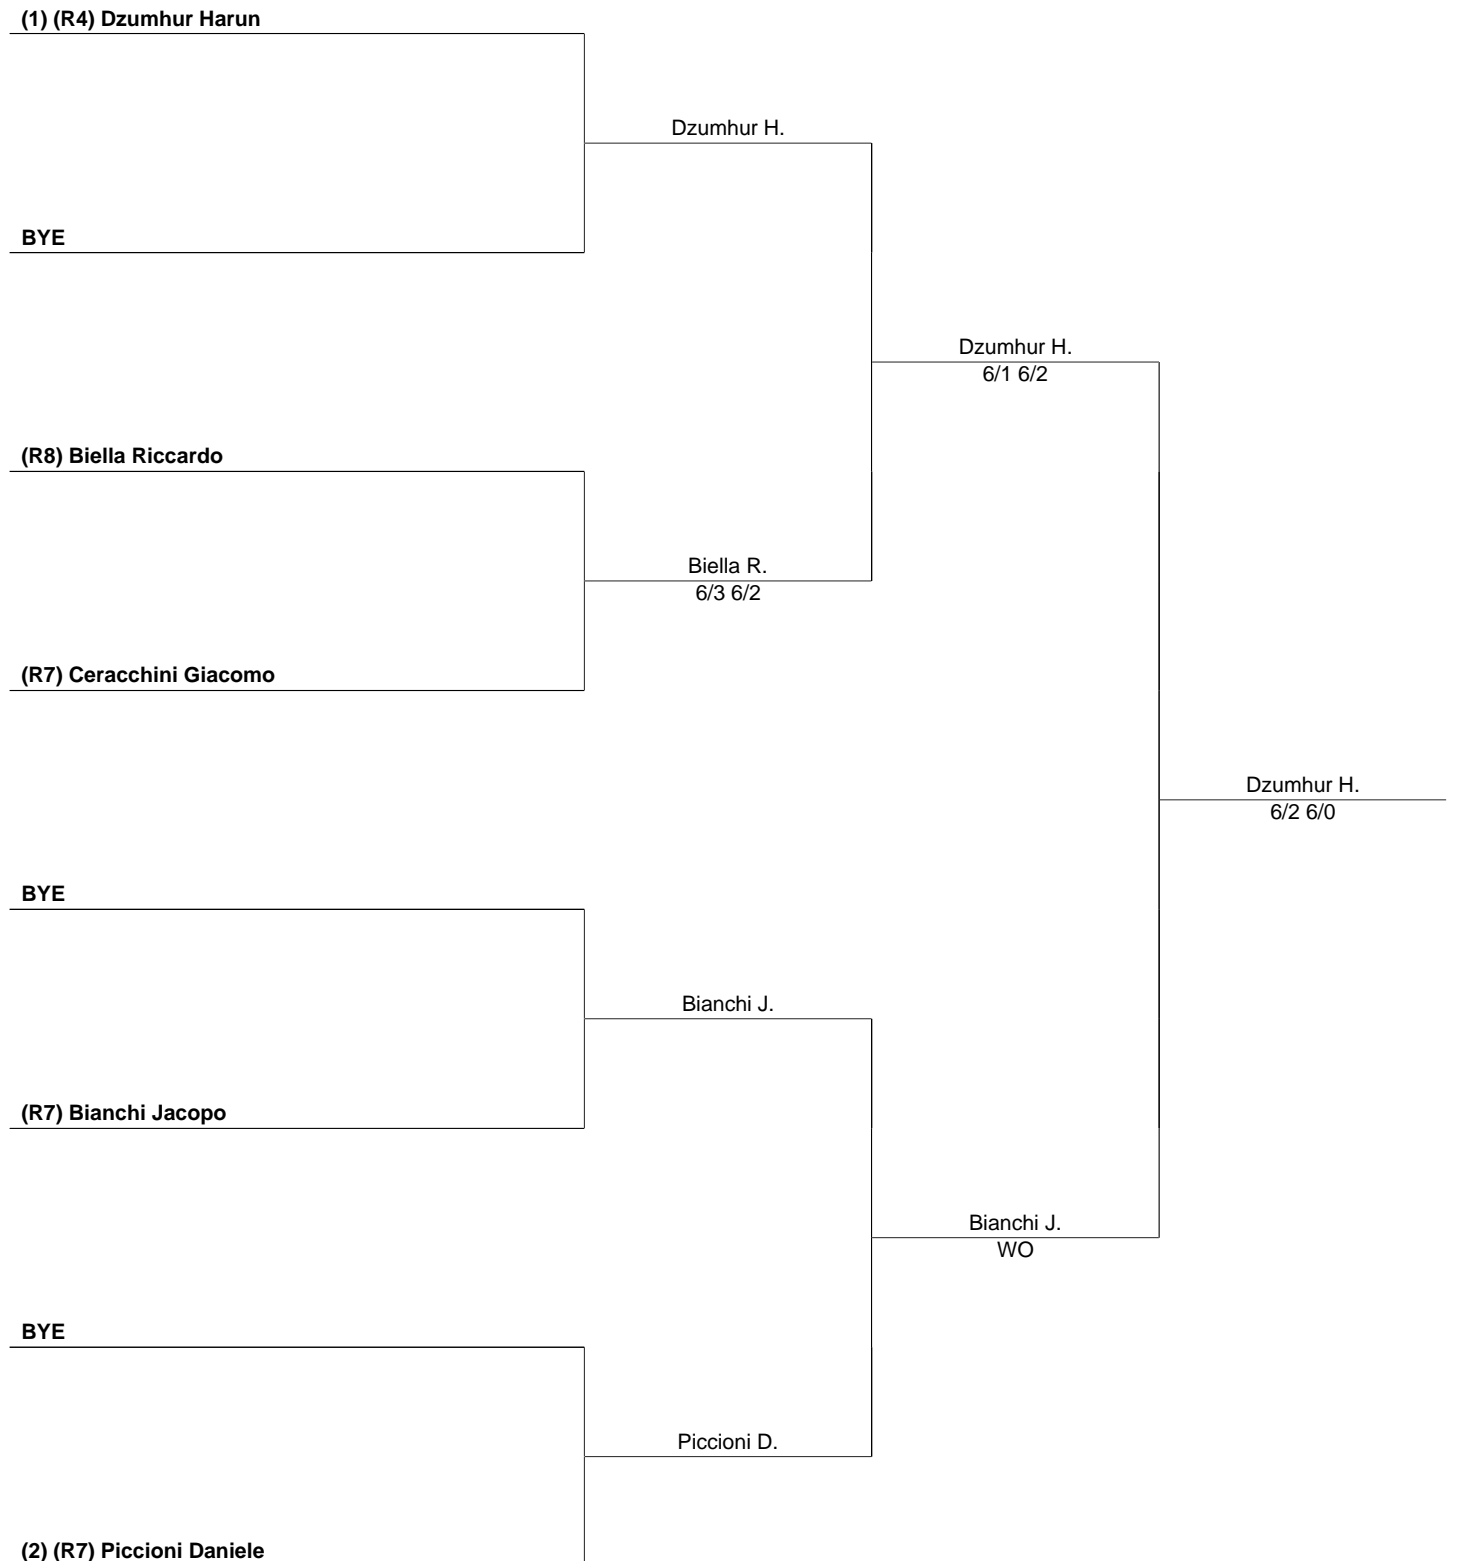 (1) (R4) Dzumhur Harun
Dzumhur H.
BYE
Dzumhur H.
6/1 6/2
(R8) Biella Riccardo
Biella R.
6/3 6/2
(R7) Ceracchini Giacomo
Dzumhur H.
6/2 6/0
BYE
Bianchi J.
(R7) Bianchi Jacopo
Bianchi J.
WO
BYE
Piccioni D.
(2) (R7) Piccioni Daniele